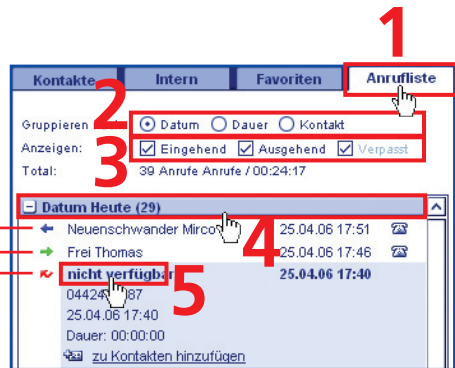 1
Kontakte Intern Favoriten Anrufliste
2
Gruppieren Datum Dauer Kontakt
3
Anzeigen: Eingehend Ausgehend Verpasst
Total: 39 Anrufe Anrufe / 00:24:17
Datum Heute (29)
4
Neuenschwander Mirco 25.04.06 17:51
Frei Thomas 25.04.06 17:46
nicht verfügbar 25.04.06 17:40
5
25.04.06 17:40
Dauer: 00:00:00
zu Kontakten hinzufügen